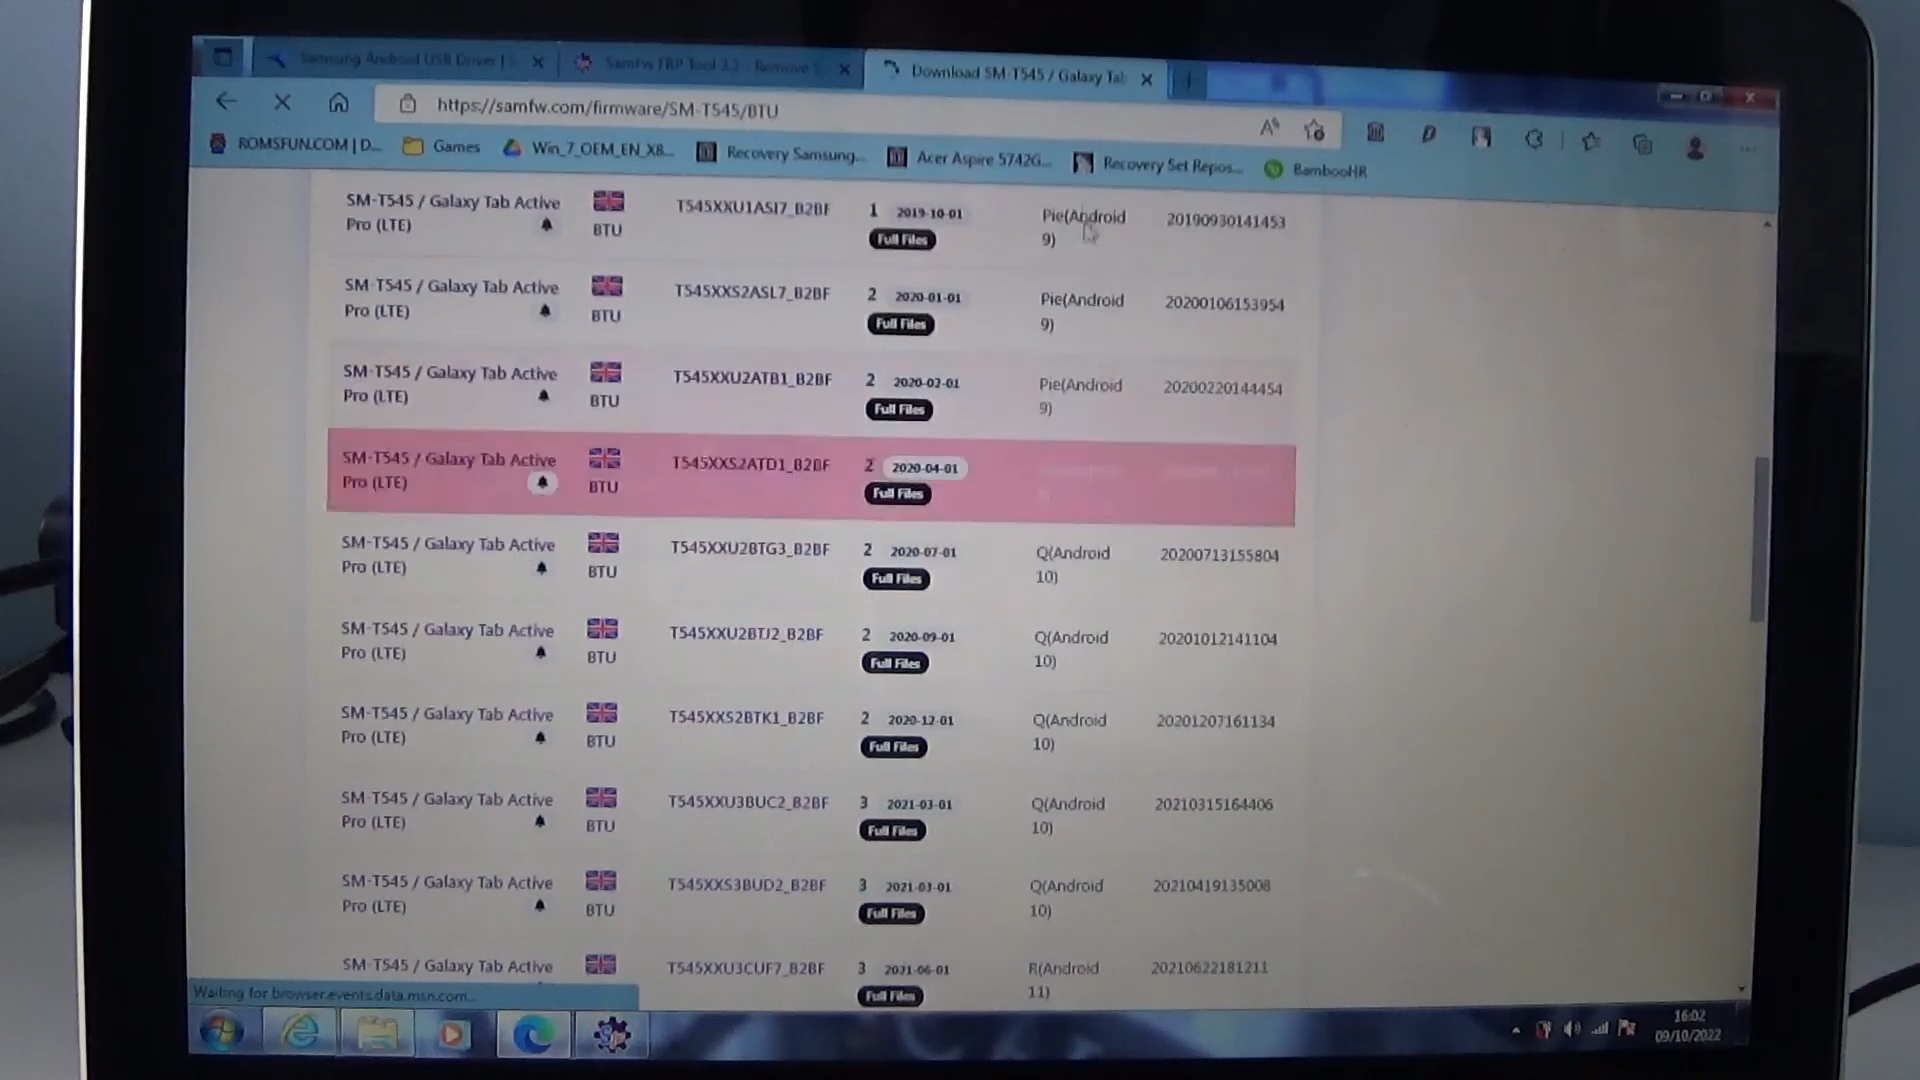 Samsung Android USB Driver |
SamFw FRP Tool 3.2 - Remove S
Download SM-T545 / Galaxy Tab
https://samfw.com/firmware/SM-T545/BTU
ROMSFUN.COM | D...
Games
Win_7_OEM_EN_X8...
Recovery Samsung...
Acer Aspire 5742G...
Recovery Set Repos...
BambooHR
SM-T545 / Galaxy Tab Active
Pro (LTE)
BTU
T545XXU1ASI7_B2BF
1 2019-10-01
Full Files
Pie(Android
9)
20190930141453
SM-T545 / Galaxy Tab Active
Pro (LTE)
BTU
T545XXS2ASL7_B2BF
2 2020-01-01
Full Files
Pie(Android
9)
20200106153954
SM-T545 / Galaxy Tab Active
Pro (LTE)
BTU
T545XXU2ATB1_B2BF
2 2020-02-01
Full Files
Pie(Android
9)
20200220144454
SM-T545 / Galaxy Tab Active
Pro (LTE)
BTU
T545XXS2ATD1_B2BF
2 2020-04-01
Full Files
SM-T545 / Galaxy Tab Active
Pro (LTE)
BTU
T545XXU2BTG3_B2BF
2 2020-07-01
Full Files
Q(Android
10)
20200713155804
SM-T545 / Galaxy Tab Active
Pro (LTE)
BTU
T545XXU2BTJ2_B2BF
2 2020-09-01
Full Files
Q(Android
10)
20201012141104
SM-T545 / Galaxy Tab Active
Pro (LTE)
BTU
T545XXS2BTK1_B2BF
2 2020-12-01
Full Files
Q(Android
10)
20201207161134
SM-T545 / Galaxy Tab Active
Pro (LTE)
BTU
T545XXU3BUC2_B2BF
3 2021-03-01
Full Files
Q(Android
10)
20210315164406
SM-T545 / Galaxy Tab Active
Pro (LTE)
BTU
T545XXS3BUD2_B2BF
3 2021-03-01
Full Files
Q(Android
10)
20210419135008
SM-T545 / Galaxy Tab Active
T545XXU3CUF7_B2BF
3 2021-06-01
Full Files
R(Android
11)
20210622181211
Waiting for browser.events.data.msn.com...
16:02
09/10/2022